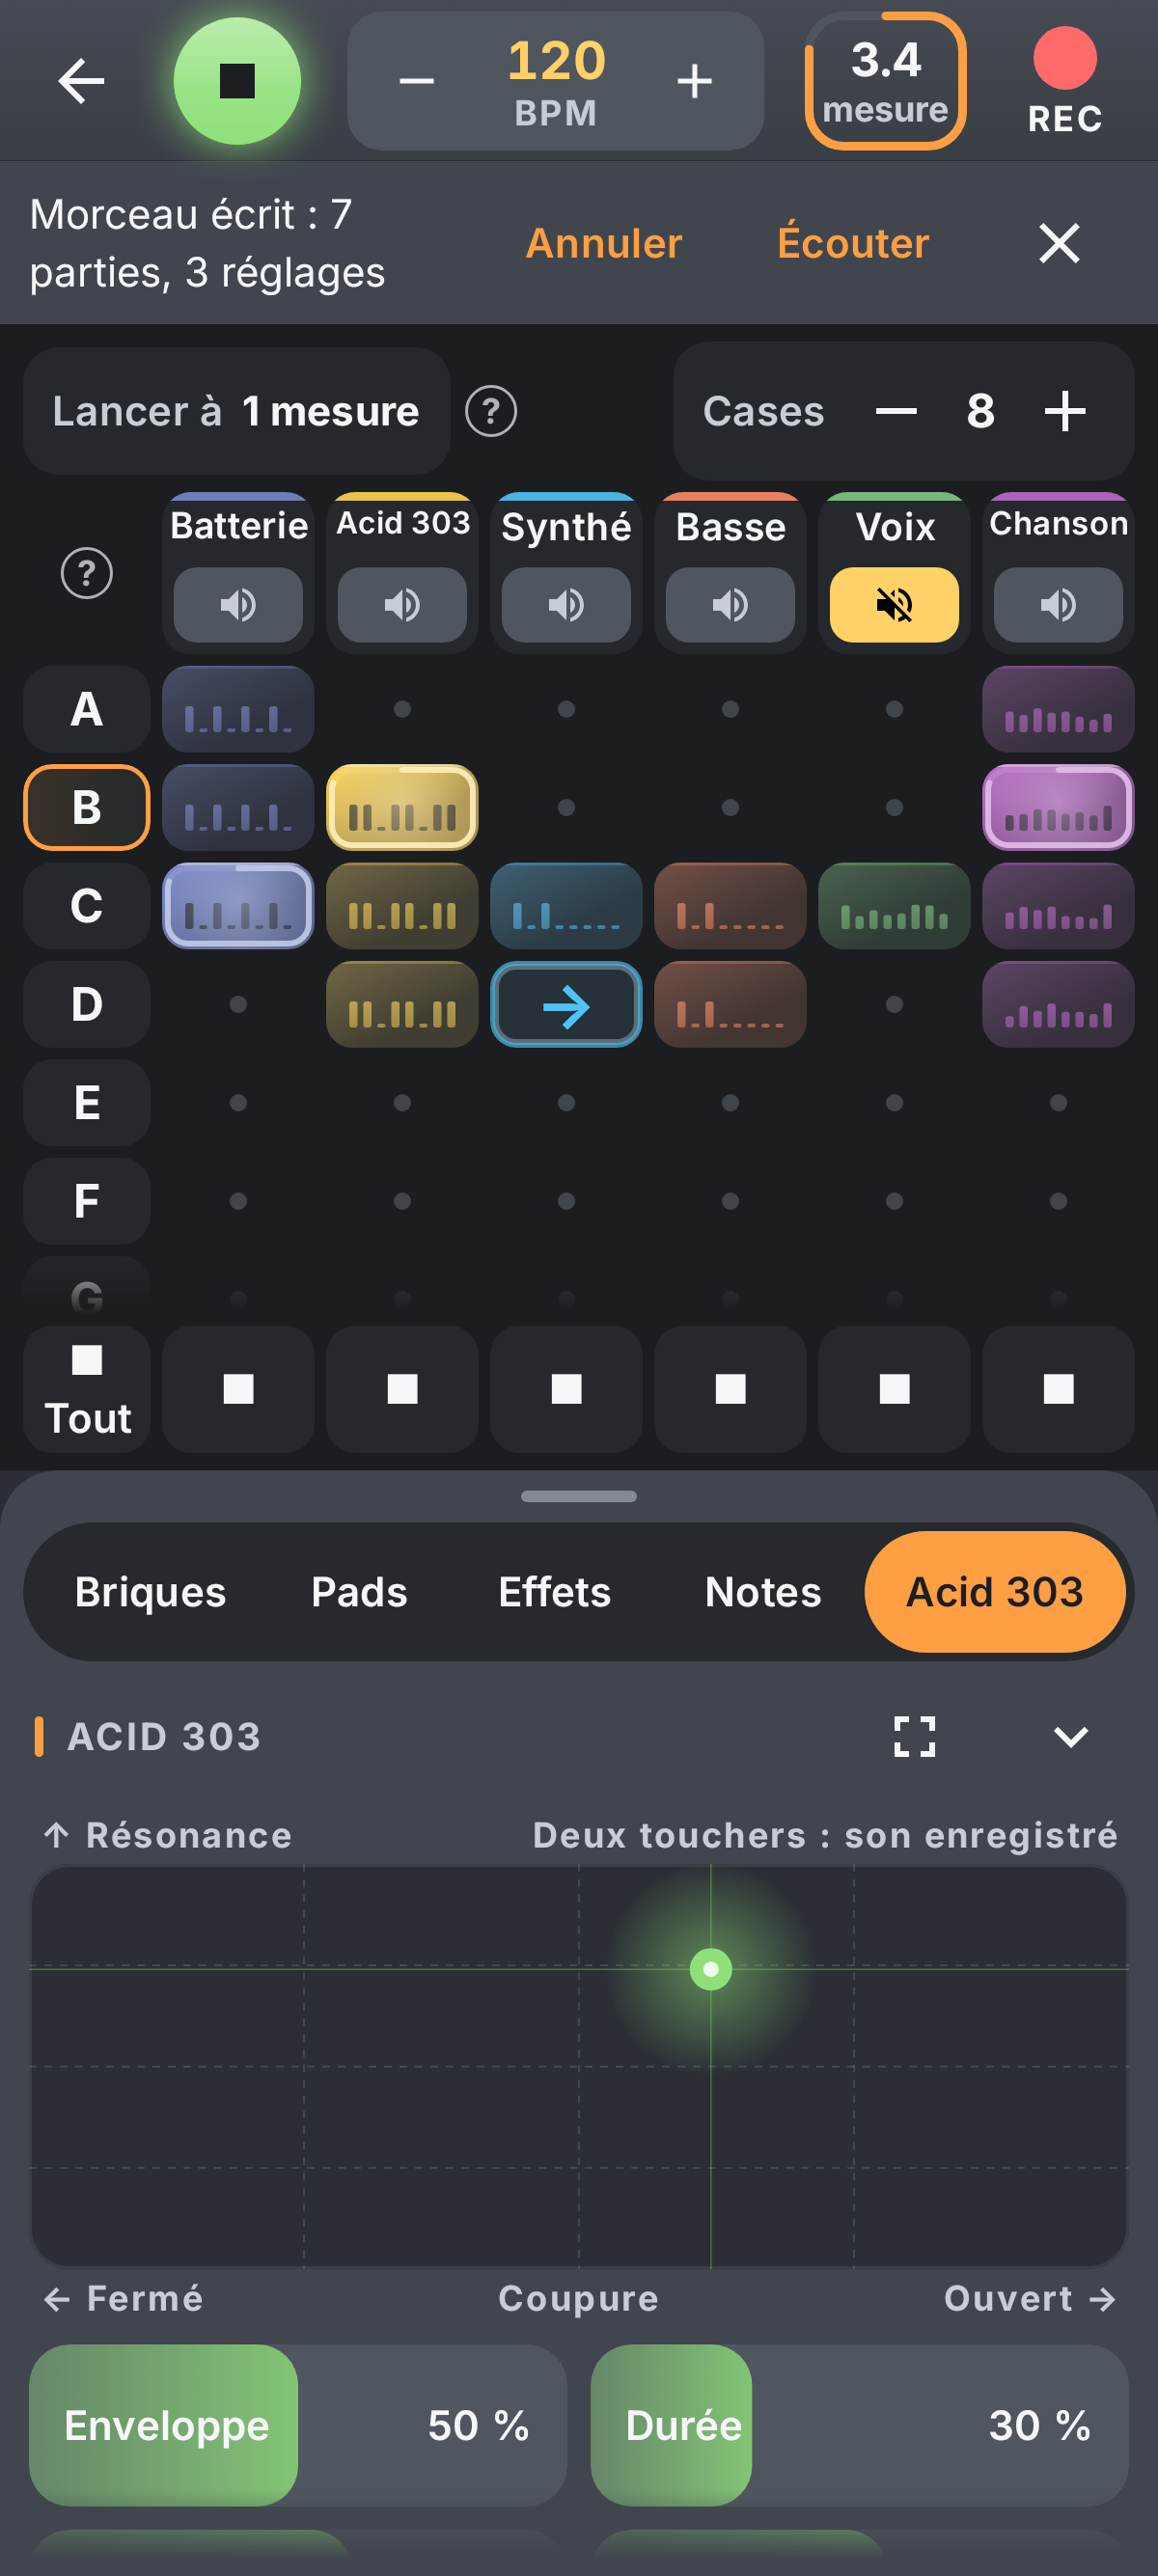 120
BPM
3.4
mesure
REC
Morceau écrit : 7
parties, 3 réglages
Annuler
Écouter
Lancer à 1 mesure
?
Cases
8
?
Batterie
Acid 303
Synthé
Basse
Voix
Chanson
A
B
C
D
E
F
G
Tout
Briques
Pads
Effets
Notes
Acid 303
ACID 303
↑ Résonance
Deux touchers : son enregistré
← Fermé
Coupure
Ouvert →
Enveloppe
50 %
Durée
30 %